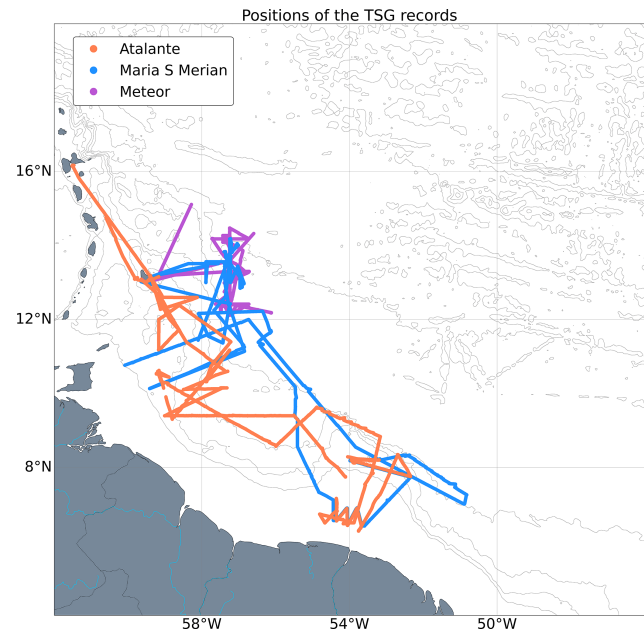 Positions of the TSG records
Atalante
Maria S Merian
Meteor
16°N
12°N
8°N
58°W
54°W
50°W